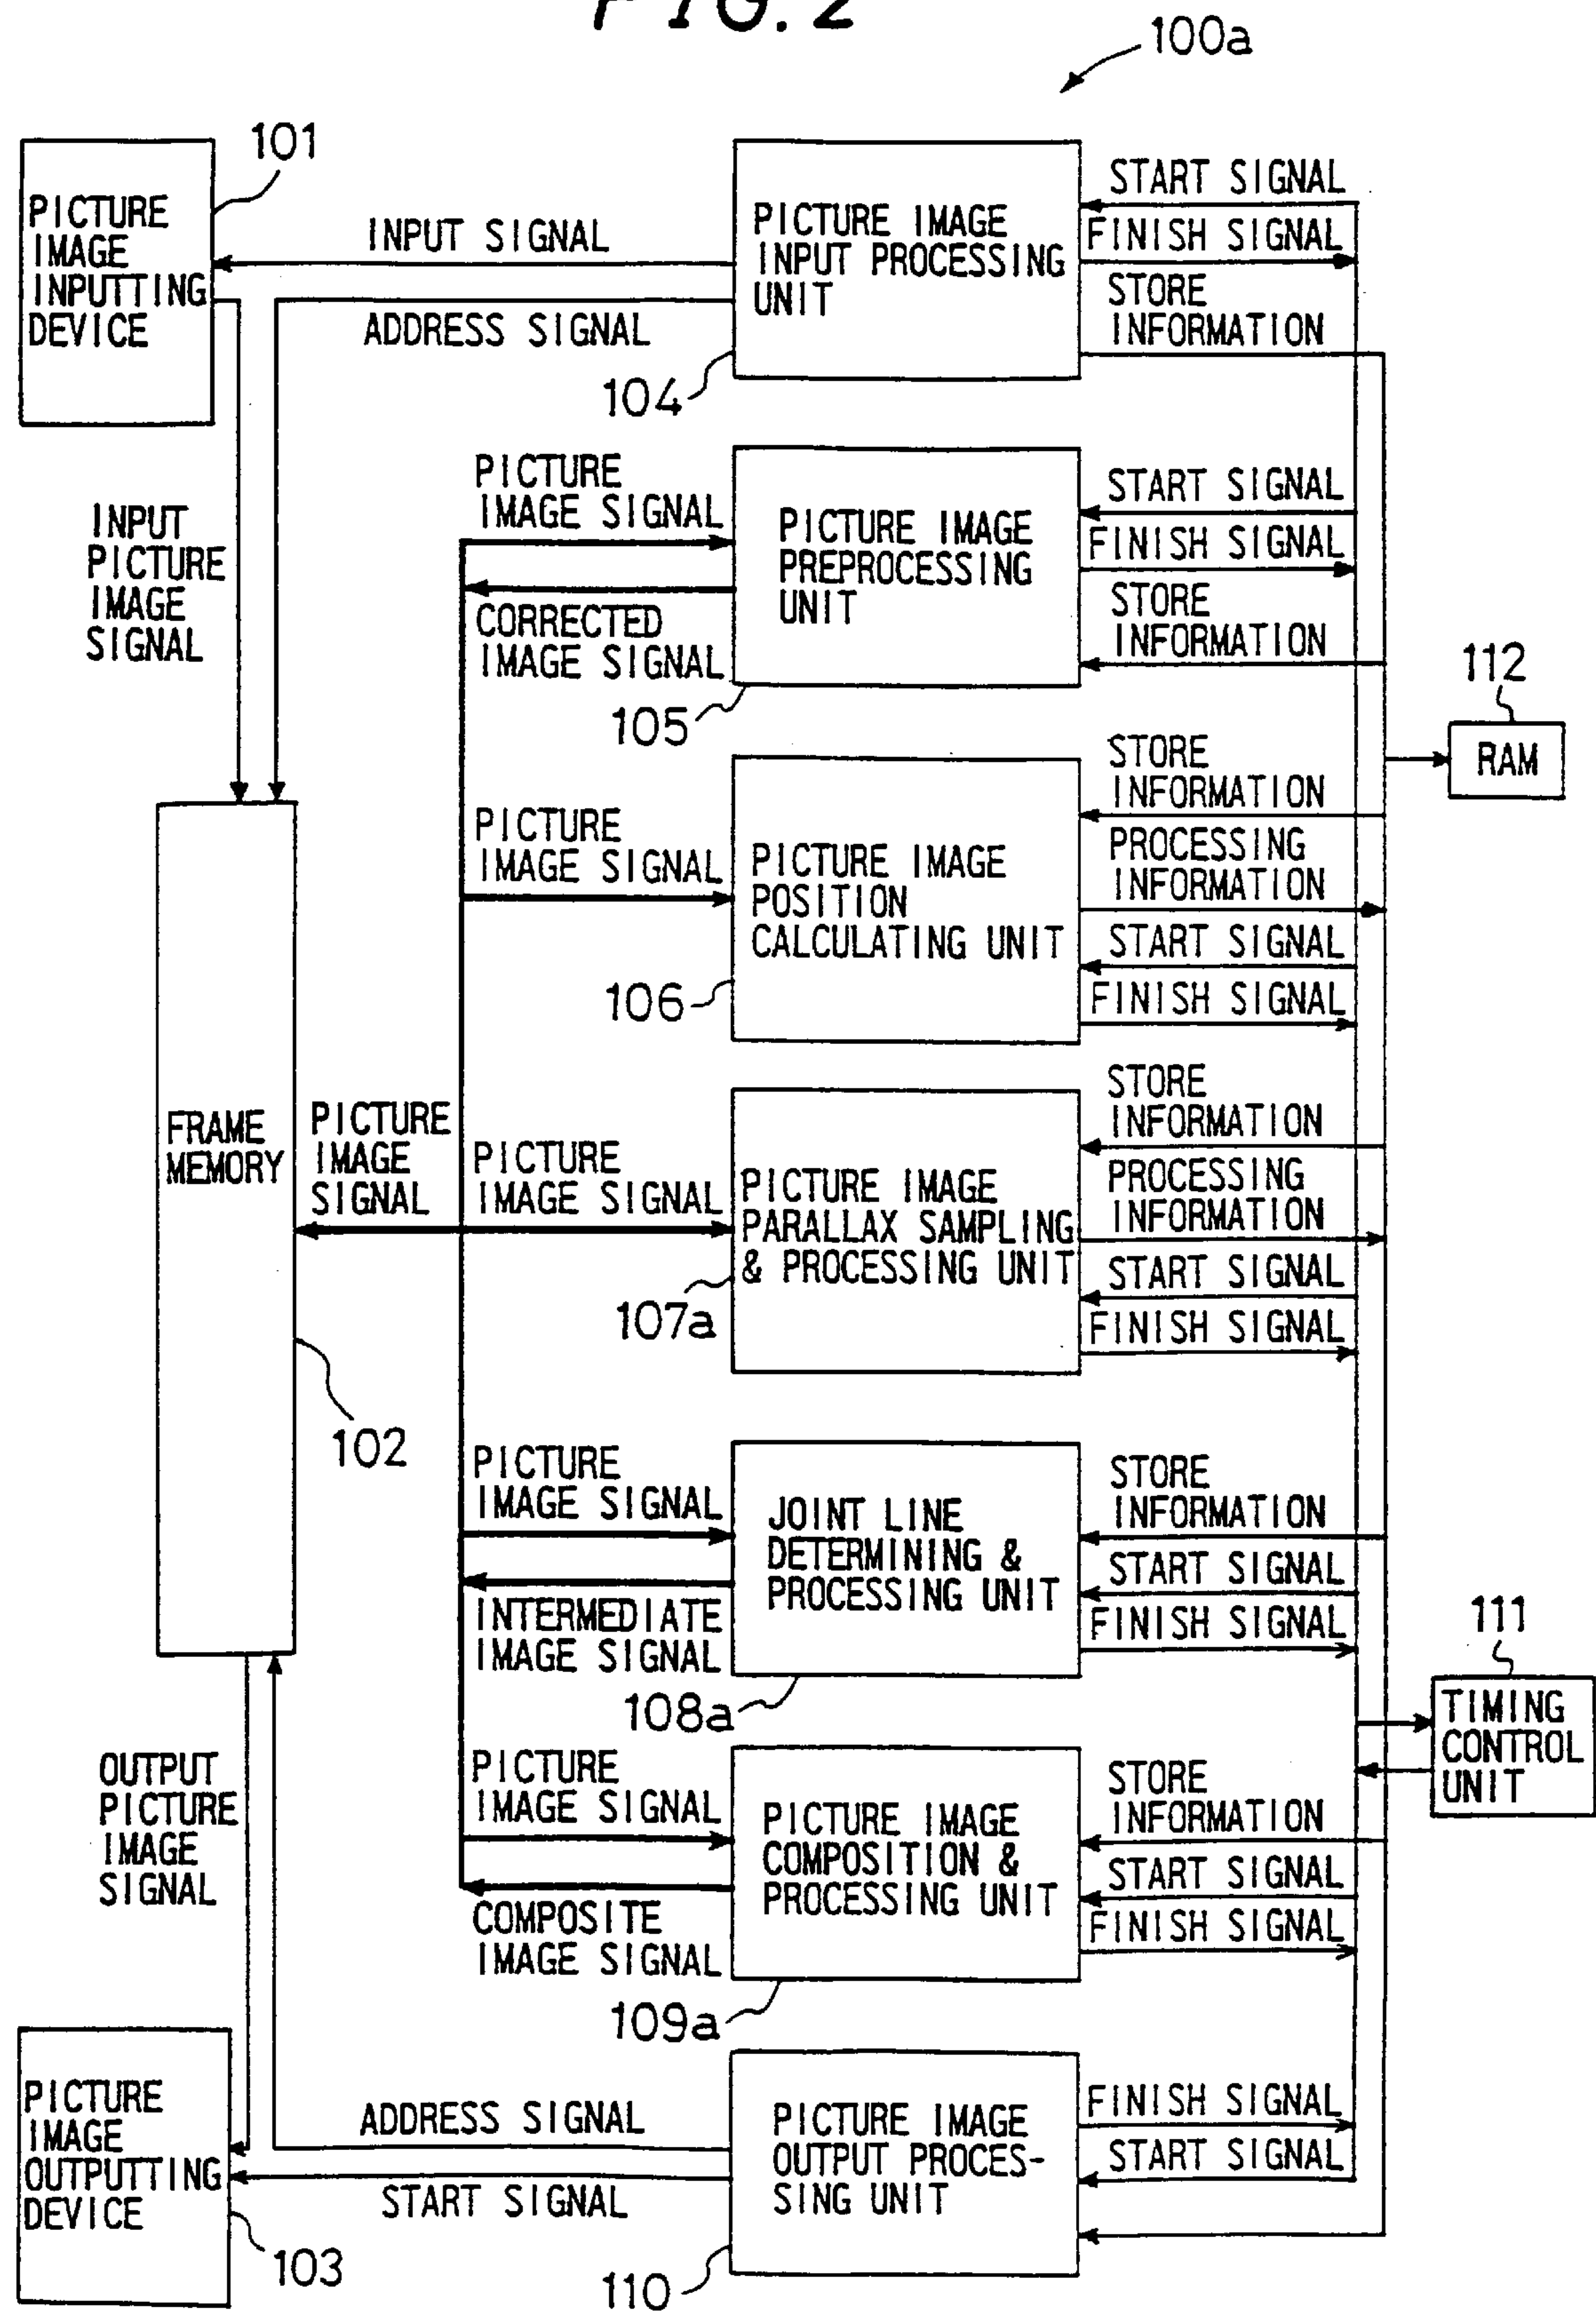 FIG. 2
100a
101
PICTURE
IMAGE
INPUTTING
DEVICE
INPUT SIGNAL
ADDRESS SIGNAL
PICTURE IMAGE
INPUT PROCESSING
UNIT
104
START SIGNAL
FINISH SIGNAL
STORE
INFORMATION
INPUT
PICTURE
IMAGE
SIGNAL
PICTURE
IMAGE SIGNAL
CORRECTED
IMAGE SIGNAL
PICTURE IMAGE
PREPROCESSING
UNIT
105
START SIGNAL
FINISH SIGNAL
STORE
INFORMATION
112
RAM
PICTURE
IMAGE SIGNAL
PICTURE IMAGE
POSITION
CALCULATING UNIT
106
STORE
INFORMATION
PROCESSING
INFORMATION
START SIGNAL
FINISH SIGNAL
FRAME
MEMORY
102
PICTURE
IMAGE
SIGNAL
PICTURE
IMAGE SIGNAL
PICTURE IMAGE
PARALLAX SAMPLING
& PROCESSING UNIT
107a
STORE
INFORMATION
PROCESSING
INFORMATION
START SIGNAL
FINISH SIGNAL
PICTURE
IMAGE SIGNAL
INTERMEDIATE
IMAGE SIGNAL
JOINT LINE
DETERMINING &
PROCESSING UNIT
108a
STORE
INFORMATION
START SIGNAL
FINISH SIGNAL
111
TIMING
CONTROL
UNIT
OUTPUT
PICTURE
IMAGE
SIGNAL
PICTURE
IMAGE SIGNAL
COMPOSITE
IMAGE SIGNAL
PICTURE IMAGE
COMPOSITION &
PROCESSING UNIT
109a
STORE
INFORMATION
START SIGNAL
FINISH SIGNAL
PICTURE
IMAGE
OUTPUTTING
DEVICE
103
ADDRESS SIGNAL
START SIGNAL
PICTURE IMAGE
OUTPUT PROCES-
SING UNIT
110
FINISH SIGNAL
START SIGNAL